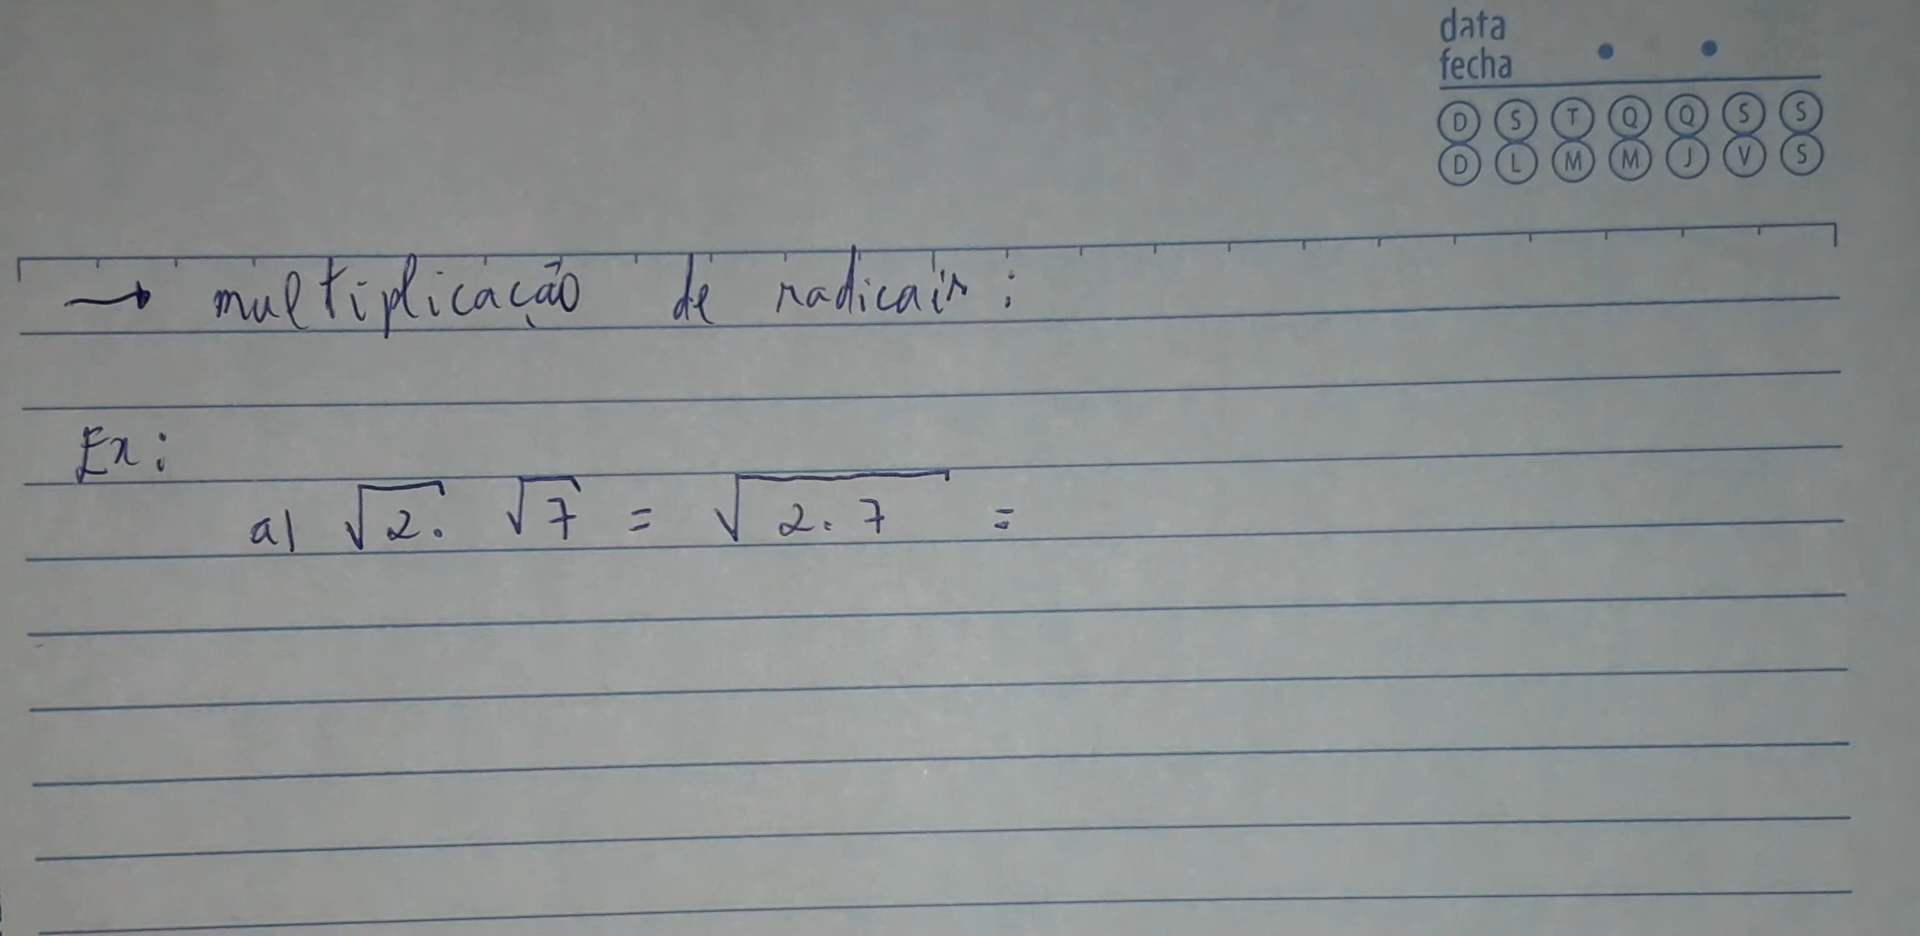 data
fecha
D S T Q Q S S
D L M M J V S
→ multiplicação de radicais:
Ex:
a) √2. √7 = √2.7 =